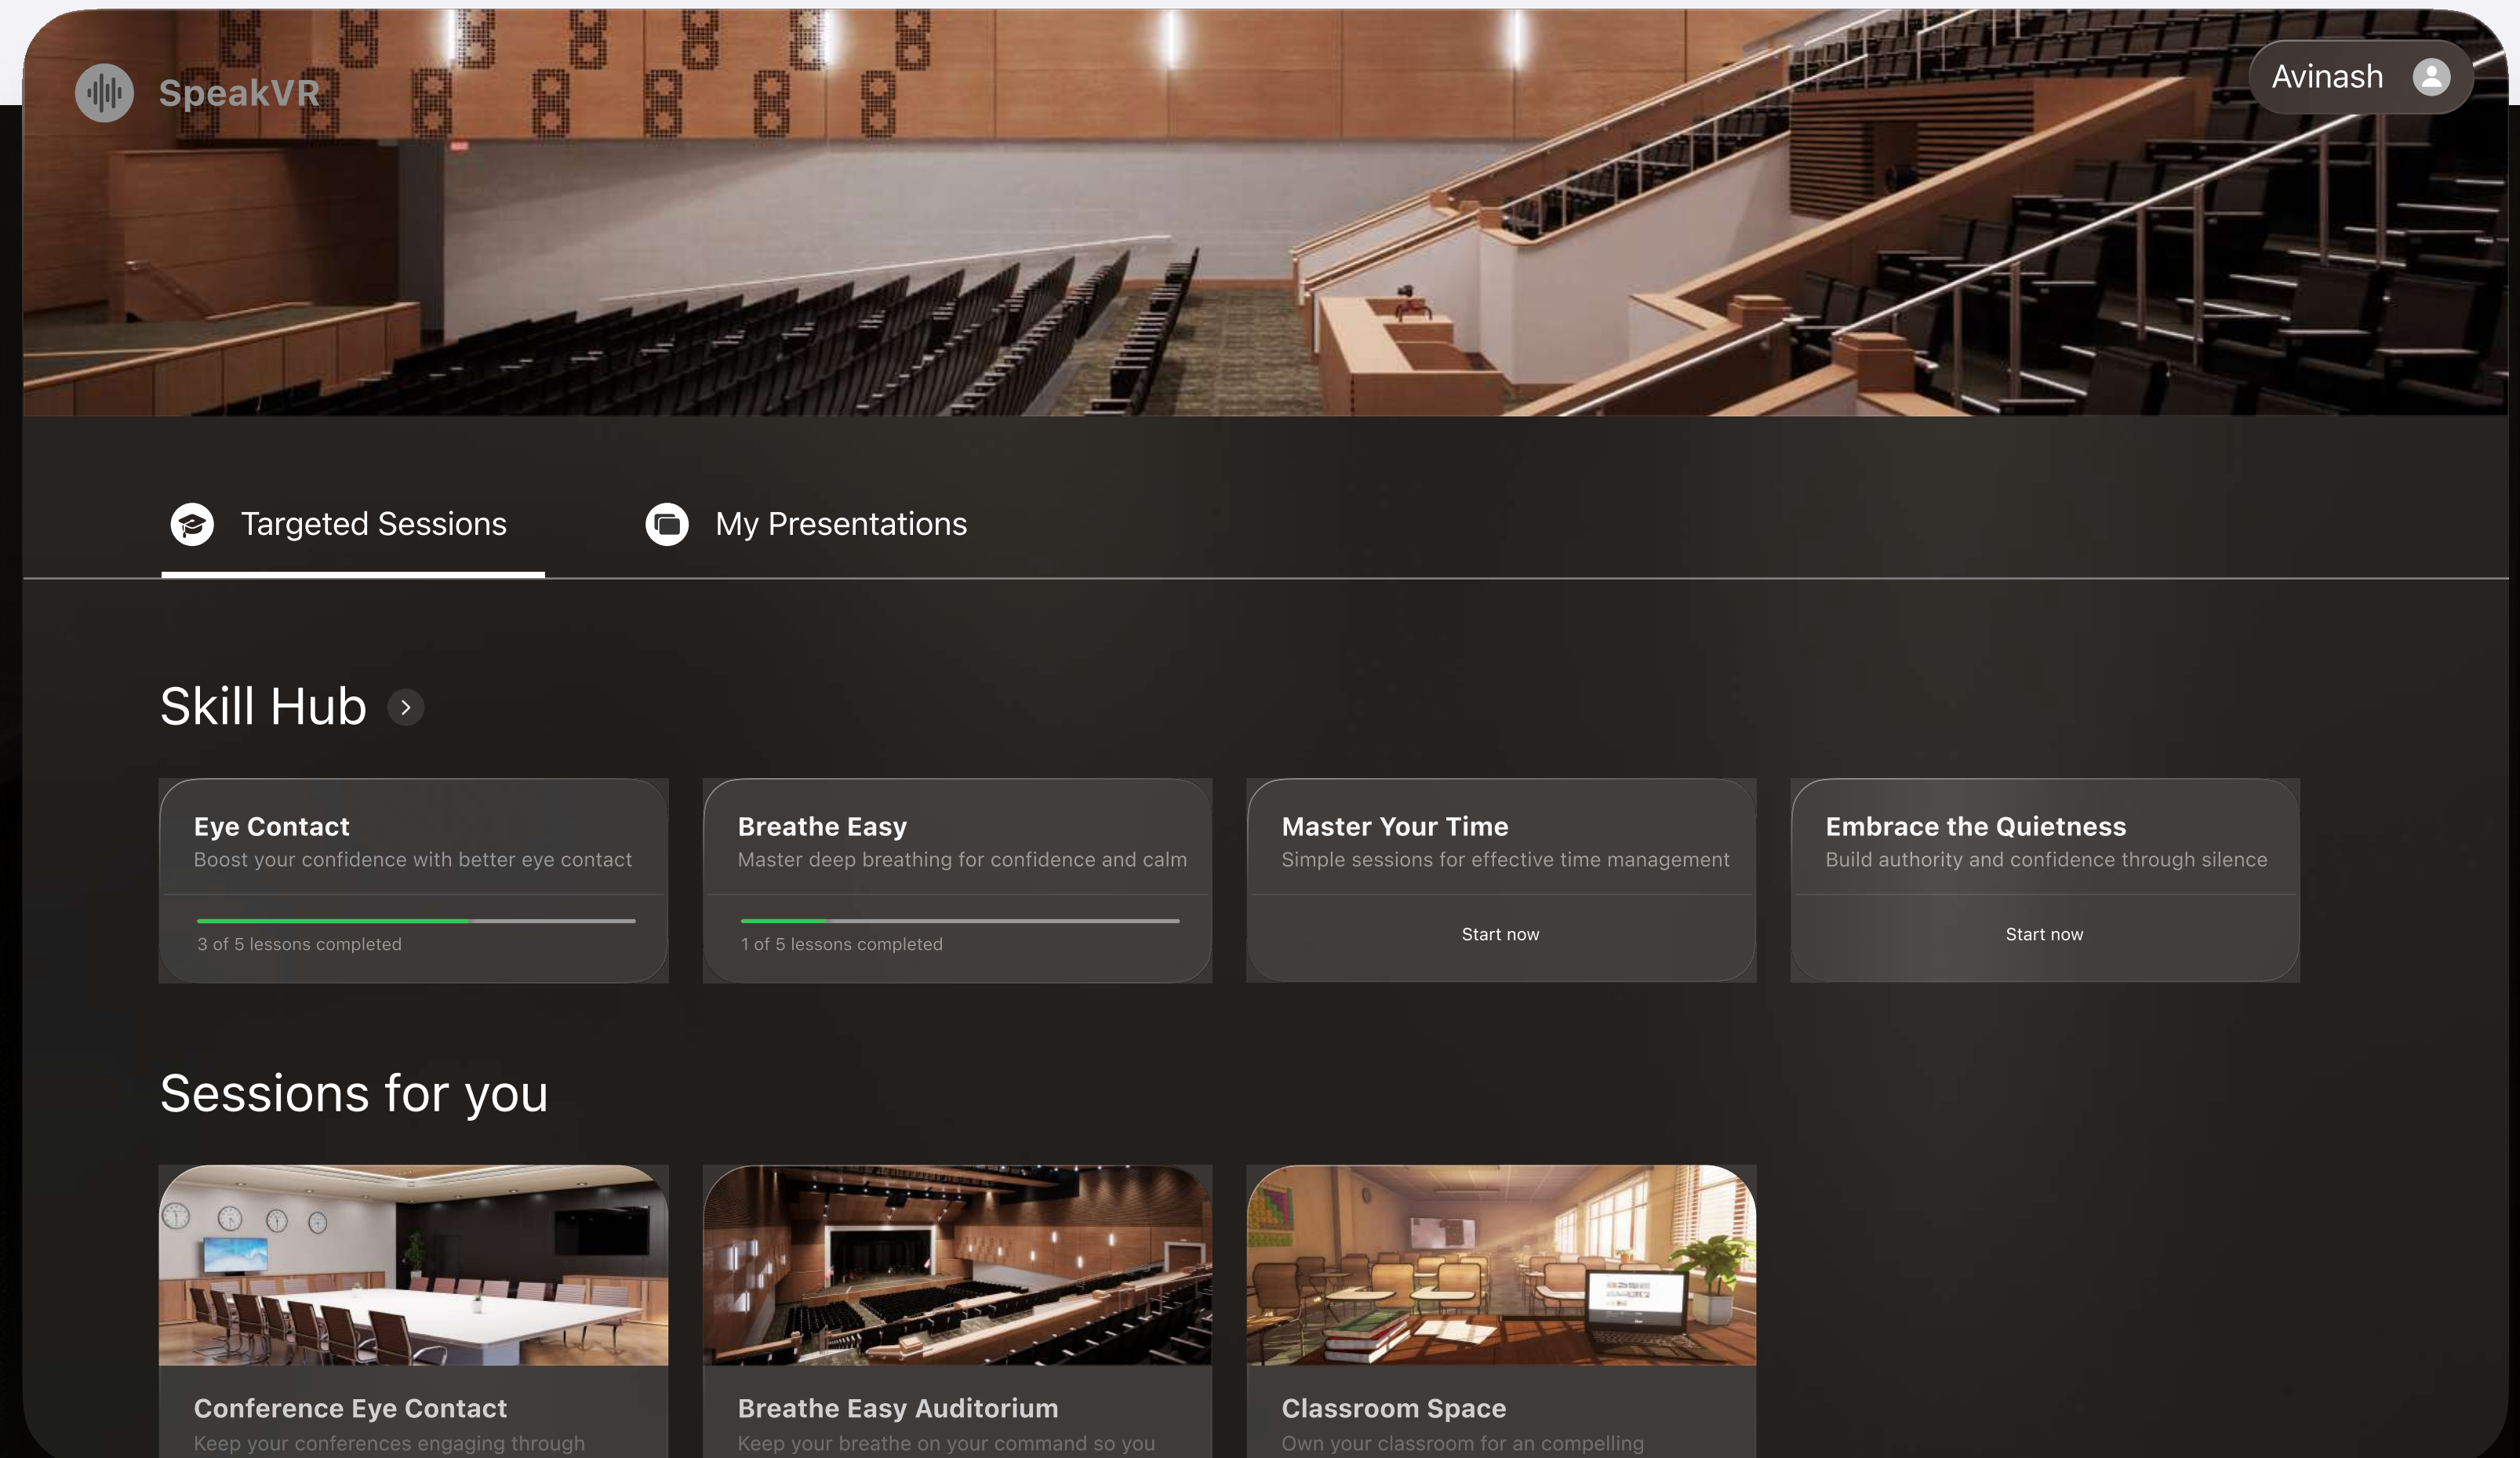 SpeakVR
Avinash
Targeted Sessions
My Presentations
Skill Hub
Eye Contact
Boost your confidence with better eye contact
3 of 5 lessons completed
Breathe Easy
Master deep breathing for confidence and calm
1 of 5 lessons completed
Master Your Time
Simple sessions for effective time management
Start now
Embrace the Quietness
Build authority and confidence through silence
Start now
Sessions for you
Conference Eye Contact
Keep your conferences engaging through
Breathe Easy Auditorium
Keep your breathe on your command so you
Classroom Space
Own your classroom for an compelling